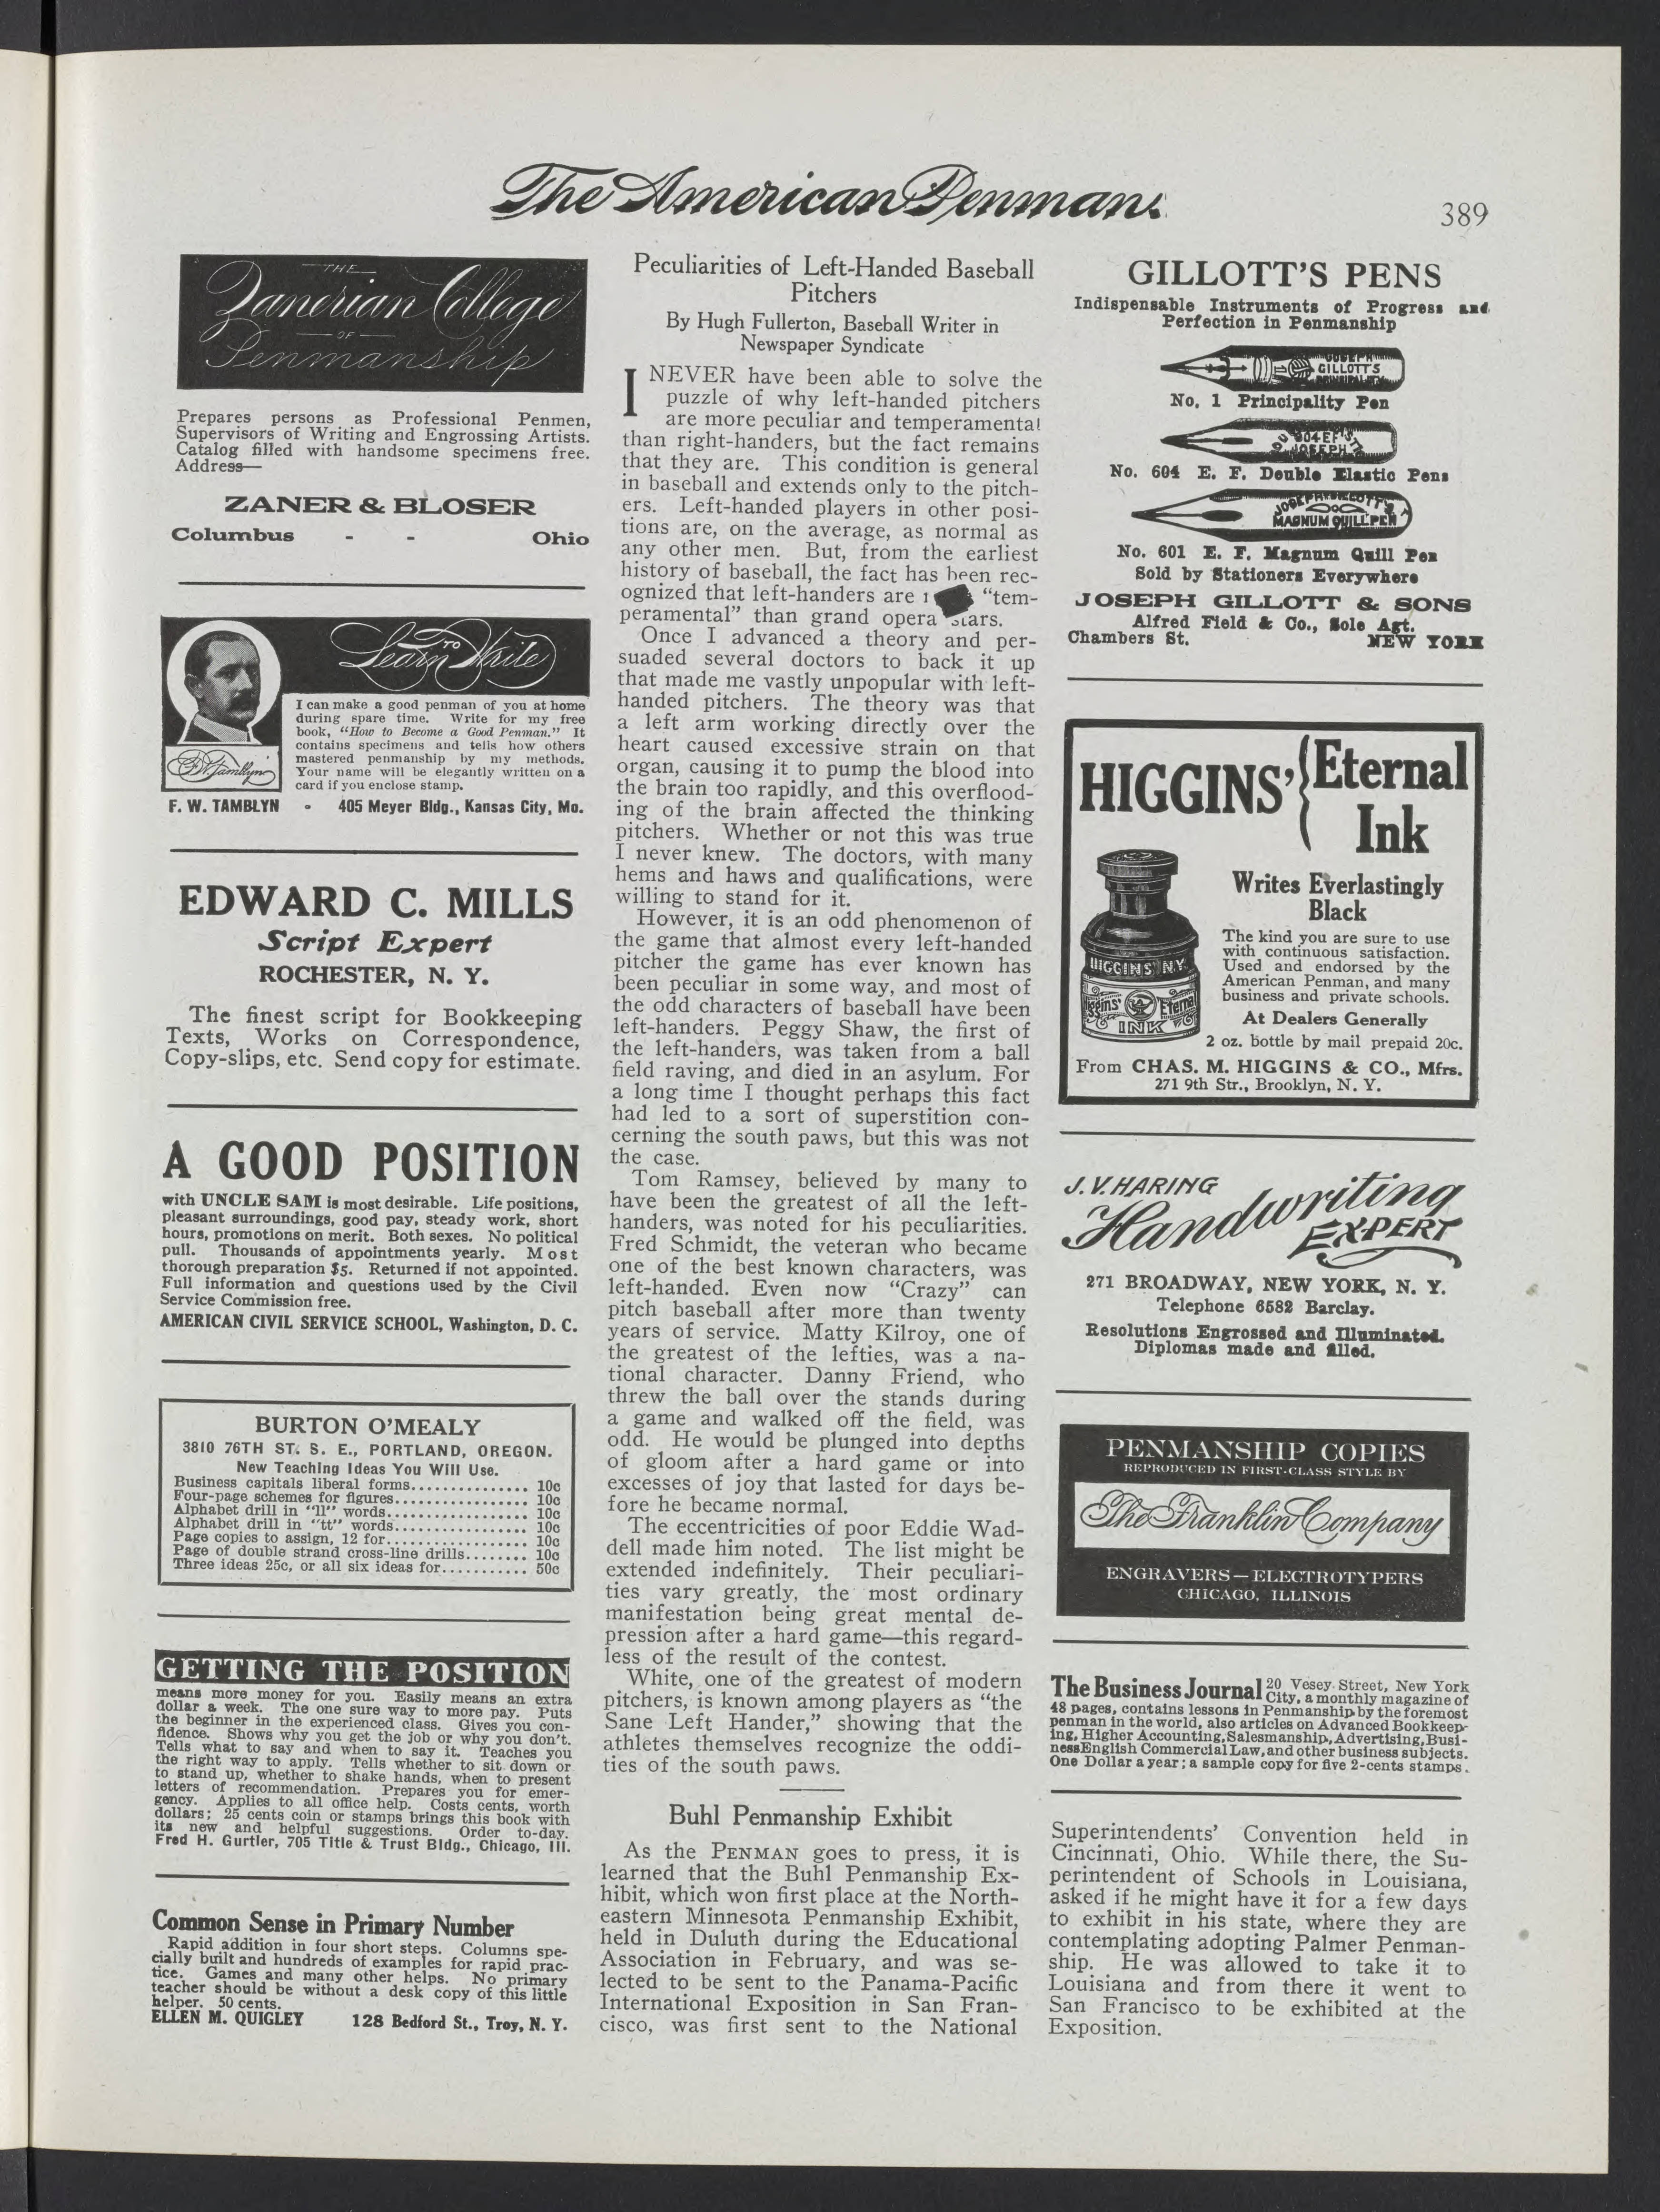 The American Penman
389
THE
Zanerian College
OF
Penmanship
Prepares persons as Professional Penmen,
Supervisors of Writing and Engrossing Artists.
Catalog filled with handsome specimens free.
Address—
ZANER & BLOSER
Columbus - - Ohio
Learn TO Write
I can make a good penman of you at home
during spare time. Write for my free
book, “How to Become a Good Penman.” It
contains specimens and tells how others
mastered penmanship by my methods.
Your name will be elegantly written on a
card if you enclose stamp.
F. W. Tamblyn
F. W. TAMBLYN - 405 Meyer Bldg., Kansas City, Mo.
EDWARD C. MILLS
Script Expert
ROCHESTER, N. Y.
The finest script for Bookkeeping
Texts, Works on Correspondence,
Copy-slips, etc. Send copy for estimate.
A GOOD POSITION
with UNCLE SAM is most desirable. Life positions,
pleasant surroundings, good pay, steady work, short
hours, promotions on merit. Both sexes. No political
pull. Thousands of appointments yearly. Most
thorough preparation $5. Returned if not appointed.
Full information and questions used by the Civil
Service Commission free.
AMERICAN CIVIL SERVICE SCHOOL, Washington, D. C.
BURTON O’MEALY
3810 76TH ST. S. E., PORTLAND, OREGON.
New Teaching Ideas You Will Use.
Business capitals liberal forms............... 10c
Four-page schemes for figures................. 10c
Alphabet drill in “ll” words.................. 10c
Alphabet drill in “tt” words................. 10c
Page copies to assign, 12 for................... 10c
Page of double strand cross-line drills........ 10c
Three ideas 25c, or all six ideas for........... 50c
GETTING THE POSITION
means more money for you. Easily means an extra
dollar a week. The one sure way to more pay. Puts
the beginner in the experienced class. Gives you con-
fidence. Shows why you get the job or why you don’t.
Tells what to say and when to say it. Teaches you
the right way to apply. Tells whether to sit down or
to stand up, whether to shake hands, when to present
letters of recommendation. Prepares you for emer-
gency. Applies to all office help. Costs cents, worth
dollars; 25 cents coin or stamps brings this book with
its new and helpful suggestions. Order to-day.
Fred H. Gurtler, 705 Title & Trust Bldg., Chicago, Ill.
Common Sense in Primary Number
Rapid addition in four short steps. Columns spe-
cially built and hundreds of examples for rapid prac-
tice. Games and many other helps. No primary
teacher should be without a desk copy of this little
helper. 50 cents.
ELLEN M. QUIGLEY 128 Bedford St., Troy, N. Y.
Peculiarities of Left-Handed Baseball
Pitchers
By Hugh Fullerton, Baseball Writer in
Newspaper Syndicate
I NEVER have been able to solve the
puzzle of why left-handed pitchers
are more peculiar and temperamental
than right-handers, but the fact remains
that they are. This condition is general
in baseball and extends only to the pitch-
ers. Left-handed players in other posi-
tions are, on the average, as normal as
any other men. But, from the earliest
history of baseball, the fact has been rec-
ognized that left-handers are “tem-
peramental” than grand opera stars.
Once I advanced a theory and per-
suaded several doctors to back it up
that made me vastly unpopular with left-
handed pitchers. The theory was that
a left arm working directly over the
heart caused excessive strain on that
organ, causing it to pump the blood into
the brain too rapidly, and this overflood-
ing of the brain affected the thinking
pitchers. Whether or not this was true
I never knew. The doctors, with many
hems and haws and qualifications, were
willing to stand for it.
However, it is an odd phenomenon of
the game that almost every left-handed
pitcher the game has ever known has
been peculiar in some way, and most of
the odd characters of baseball have been
left-handers. Peggy Shaw, the first of
the left-handers, was taken from a ball
field raving, and died in an asylum. For
a long time I thought perhaps this fact
had led to a sort of superstition con-
cerning the south paws, but this was not
the case.
Tom Ramsey, believed by many to
have been the greatest of all the left-
handers, was noted for his peculiarities.
Fred Schmidt, the veteran who became
one of the best known characters, was
left-handed. Even now “Crazy” can
pitch baseball after more than twenty
years of service. Matty Kilroy, one of
the greatest of the lefties, was a na-
tional character. Danny Friend, who
threw the ball over the stands during
a game and walked off the field, was
odd. He would be plunged into depths
of gloom after a hard game or into
excesses of joy that lasted for days be-
fore he became normal.
The eccentricities of poor Eddie Wad-
dell made him noted. The list might be
extended indefinitely. Their peculiari-
ties vary greatly, the most ordinary
manifestation being great mental de-
pression after a hard game—this regard-
less of the result of the contest.
White, one of the greatest of modern
pitchers, is known among players as “the
Sane Left Hander,” showing that the
athletes themselves recognize the oddi-
ties of the south paws.
Buhl Penmanship Exhibit
As the PENMAN goes to press, it is
learned that the Buhl Penmanship Ex-
hibit, which won first place at the North-
eastern Minnesota Penmanship Exhibit,
held in Duluth during the Educational
Association in February, and was se-
lected to be sent to the Panama-Pacific
International Exposition in San Fran-
cisco, was first sent to the National
GILLOTT’S PENS
Indispensable Instruments of Progress and
Perfection in Penmanship
JOSEPH
GILLOTT'S
PRINCIPALITY
No. 1 Principality Pen
604 EF
JOSEPH
No. 604 E. F. Double Elastic Pens
JOSEPH GILLOTT'S
MAGNUM QUILL PEN
No. 601 E. F. Magnum Quill Pen
Sold by Stationers Everywhere
JOSEPH GILLOTT & SONS
Alfred Field & Co., Sole Agt.
Chambers St. NEW YORK
HIGGINS’ Eternal
Ink
Writes Everlastingly
Black
HIGGINS' N.Y.
Higgins' Eternal
INK
The kind you are sure to use
with continuous satisfaction.
Used and endorsed by the
American Penman, and many
business and private schools.
At Dealers Generally
2 oz. bottle by mail prepaid 20c.
From CHAS. M. HIGGINS & CO., Mfrs.
271 9th Str., Brooklyn, N. Y.
J. V. HARING
Handwriting
EXPERT
271 BROADWAY, NEW YORK, N. Y.
Telephone 6582 Barclay.
Resolutions Engrossed and Illuminated.
Diplomas made and filled.
PENMANSHIP COPIES
REPRODUCED IN FIRST-CLASS STYLE BY
The Franklin Company
ENGRAVERS—ELECTROTYPERS
CHICAGO, ILLINOIS
The Business Journal 20 Vesey Street, New York
City, a monthly magazine of
48 pages, contains lessons in Penmanship by the foremost
penman in the world, also articles on Advanced Bookkeep-
ing, Higher Accounting, Salesmanship, Advertising, Busi-
ness English Commercial Law, and other business subjects.
One Dollar a year; a sample copy for five 2-cents stamps.
Superintendents’ Convention held in
Cincinnati, Ohio. While there, the Su-
perintendent of Schools in Louisiana,
asked if he might have it for a few days
to exhibit in his state, where they are
contemplating adopting Palmer Penman-
ship. He was allowed to take it to
Louisiana and from there it went to
San Francisco to be exhibited at the
Exposition.